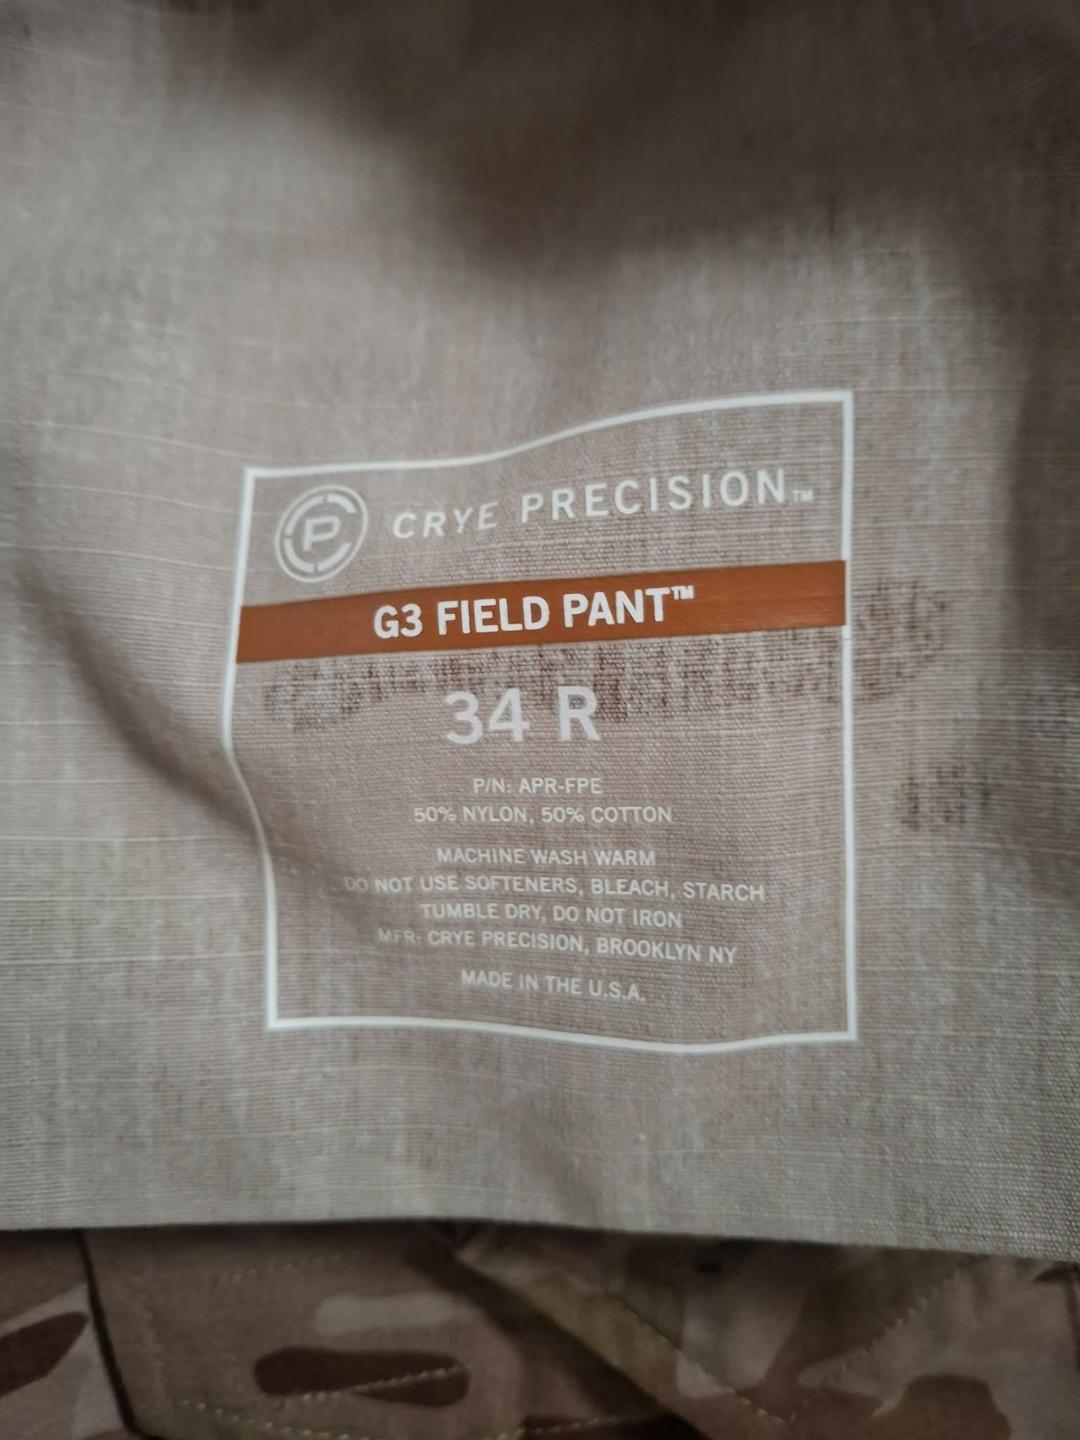 CP CRYE PRECISION™
G3 FIELD PANT™
34 R
P/N: APR-FPE
50% NYLON, 50% COTTON
MACHINE WASH WARM
DO NOT USE SOFTENERS, BLEACH, STARCH
TUMBLE DRY, DO NOT IRON
MFR: CRYE PRECISION, BROOKLYN NY
MADE IN THE U.S.A.